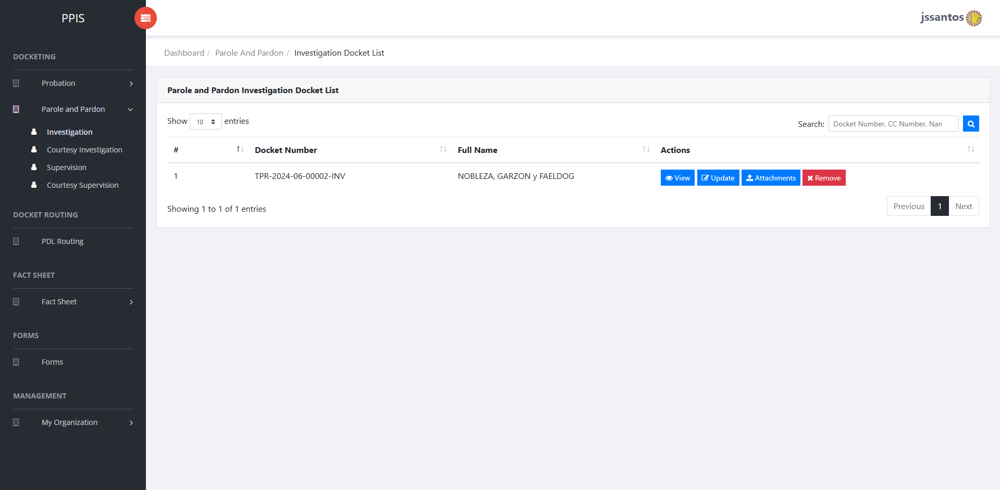 PPIS
jssantos
DOCKETING
Probation
Parole and Pardon
Investigation
Courtesy Investigation
Supervision
Courtesy Supervision
DOCKET ROUTING
PDL Routing
FACT SHEET
Fact Sheet
FORMS
Forms
MANAGEMENT
My Organization
Dashboard / Parole And Pardon / Investigation Docket List
Parole and Pardon Investigation Docket List
Show 10 entries
Search: Docket Number, CC Number, Nan
# Docket Number Full Name Actions
1 TPR-2024-06-00002-INV NOBLEZA, GARZON y FAELDOG View Update Attachments Remove
Showing 1 to 1 of 1 entries
Previous 1 Next